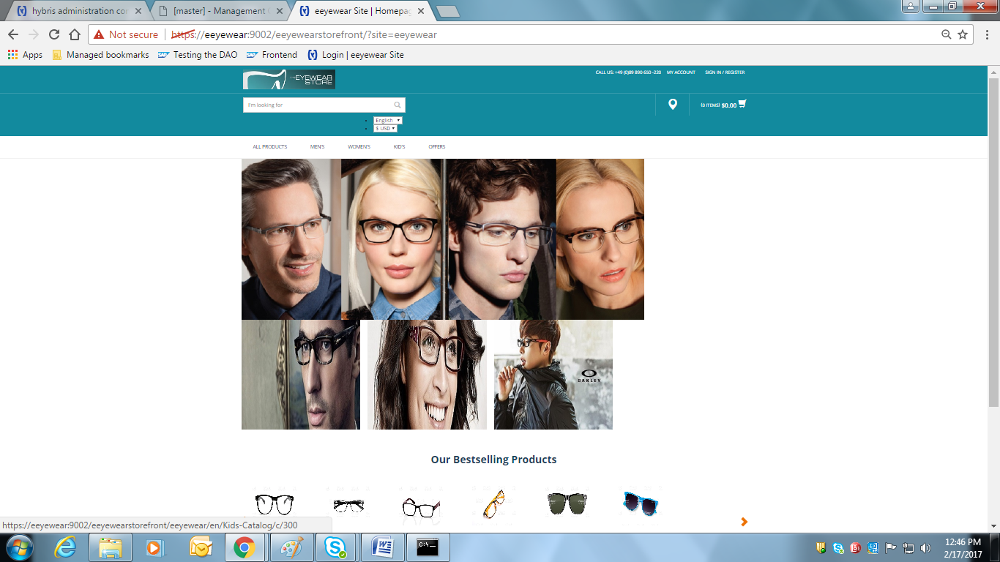 hybris administration con
[master] - Management
eeyewear Site | Homepag
Not secure https://eeyewear:9002/eeyewearstorefront/?site=eeyewear
Apps Managed bookmarks Testing the DAO Frontend Login | eeyewear Site
EYEWEAR
STORE
CALL US: +49 (0)89 890 650 -220 MY ACCOUNT SIGN IN / REGISTER
I'm looking for
(0 ITEMS) $0.00
English
$ USD
ALL PRODUCTS MEN'S WOMEN'S KID'S OFFERS
OAKLEY
Our Bestselling Products
https://eeyewear:9002/eeyewearstorefront/eeyewear/en/Kids-Catalog/c/300
C:\_
12:46 PM
2/17/2017